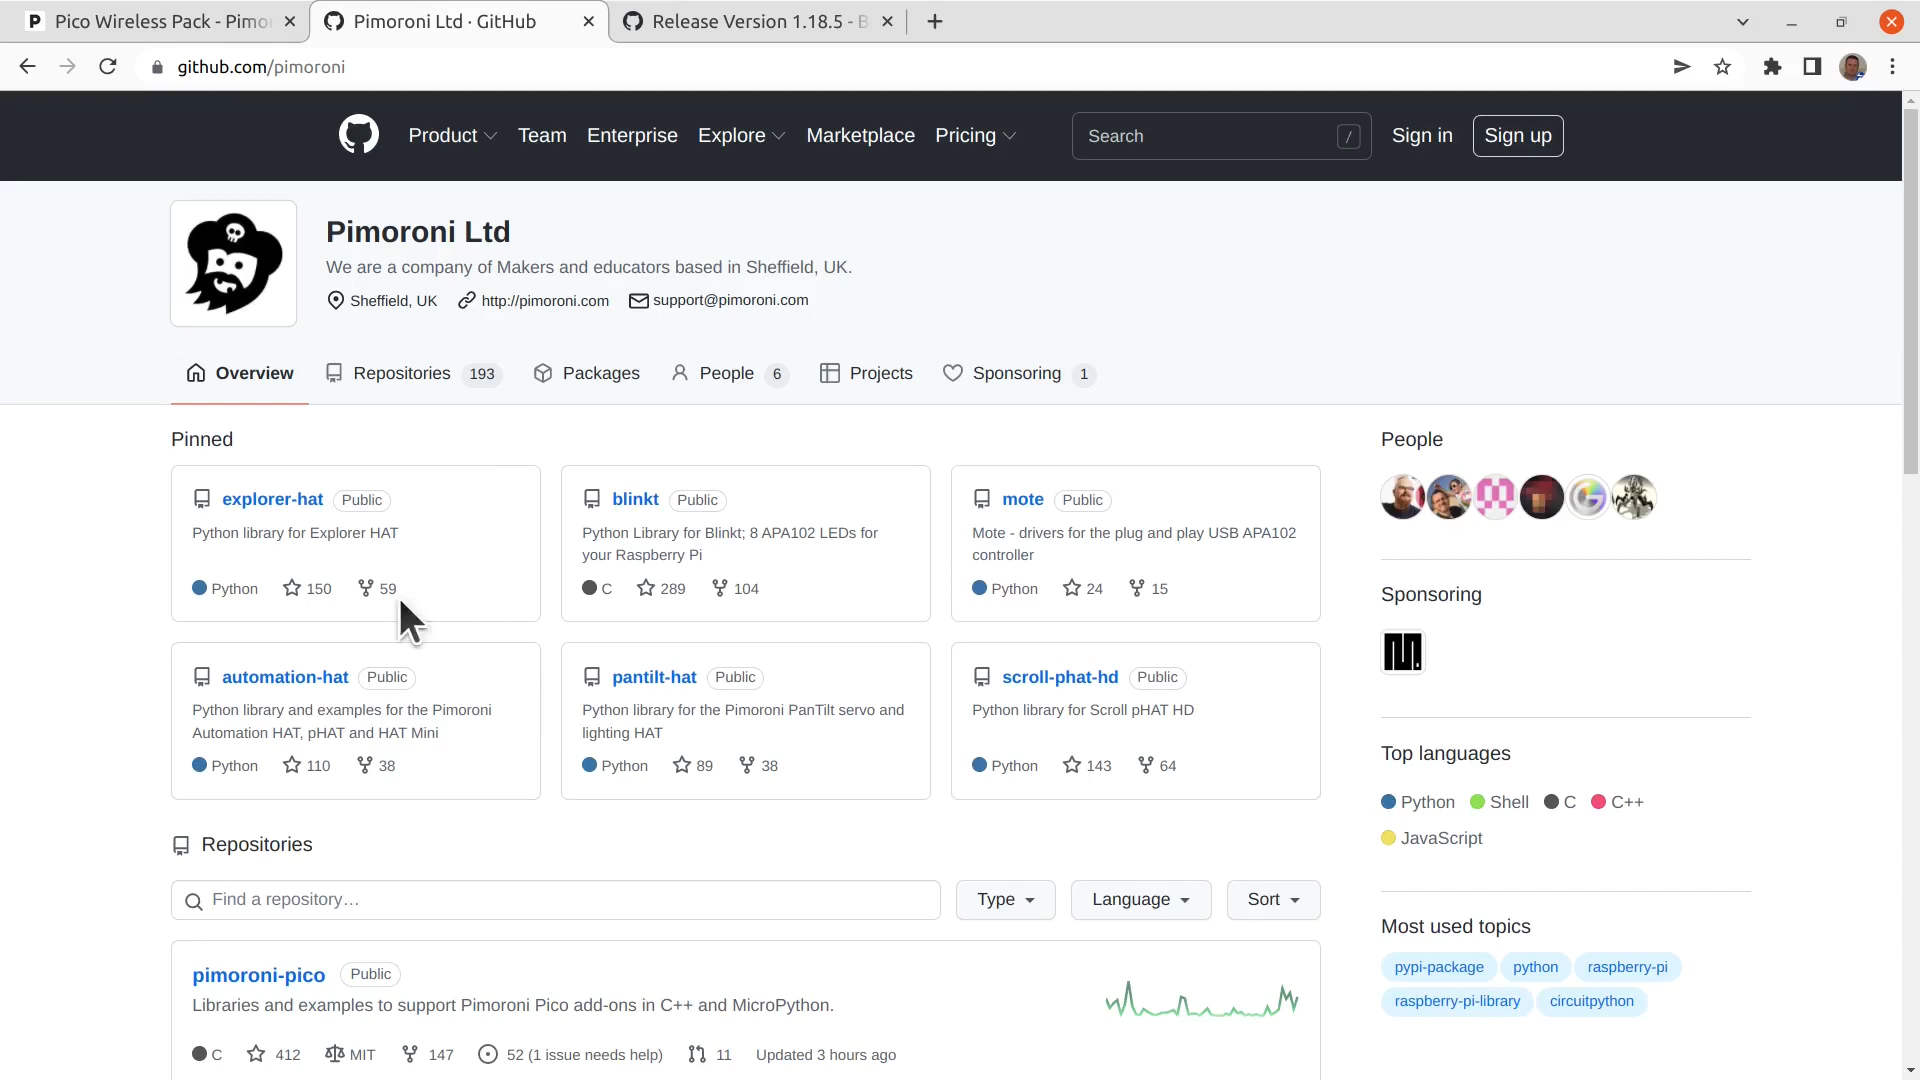 Pico Wireless Pack - Pimo
Pimoroni Ltd · GitHub
Release Version 1.18.5 - B
github.com/pimoroni
Product Team Enterprise Explore Marketplace Pricing Search / Sign in Sign up
Pimoroni Ltd
We are a company of Makers and educators based in Sheffield, UK.
Sheffield, UK http://pimoroni.com support@pimoroni.com
Overview Repositories 193 Packages People 6 Projects Sponsoring 1
Pinned
explorer-hat Public
Python library for Explorer HAT
Python 150 59
blinkt Public
Python Library for Blinkt; 8 APA102 LEDs for
your Raspberry Pi
C 289 104
mote Public
Mote - drivers for the plug and play USB APA102
controller
Python 24 15
automation-hat Public
Python library and examples for the Pimoroni
Automation HAT, pHAT and HAT Mini
Python 110 38
pantilt-hat Public
Python library for the Pimoroni PanTilt servo and
lighting HAT
Python 89 38
scroll-phat-hd Public
Python library for Scroll pHAT HD
Python 143 64
Repositories
Find a repository…
Type Language Sort
pimoroni-pico Public
Libraries and examples to support Pimoroni Pico add-ons in C++ and MicroPython.
C 412 MIT 147 52 (1 issue needs help) 11 Updated 3 hours ago
People
Sponsoring
Top languages
Python Shell C C++
JavaScript
Most used topics
pypi-package python raspberry-pi
raspberry-pi-library circuitpython